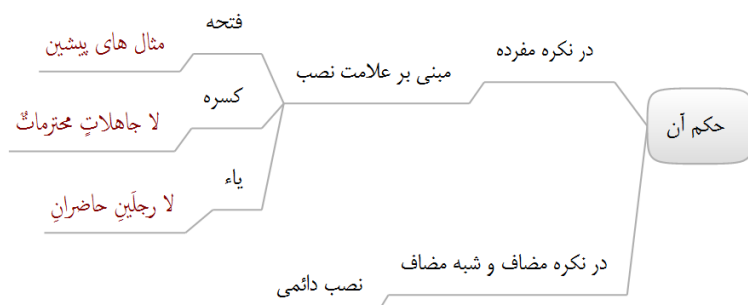 حکم آن
در نکره مفرده
مبنی بر علامت نصب
فتحه
مثال های پیشین
کسره
لا جاهلاتٍ محترماتٌ
یاء
لا رجلَینِ حاضرانِ
در نکره مضاف و شبه مضاف
نصب دائمی